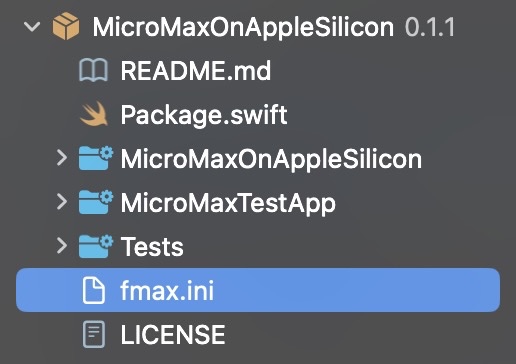 MicroMaxOnAppleSilicon 0.1.1
README.md
Package.swift
MicroMaxOnAppleSilicon
MicroMaxTestApp
Tests
fmax.ini
LICENSE